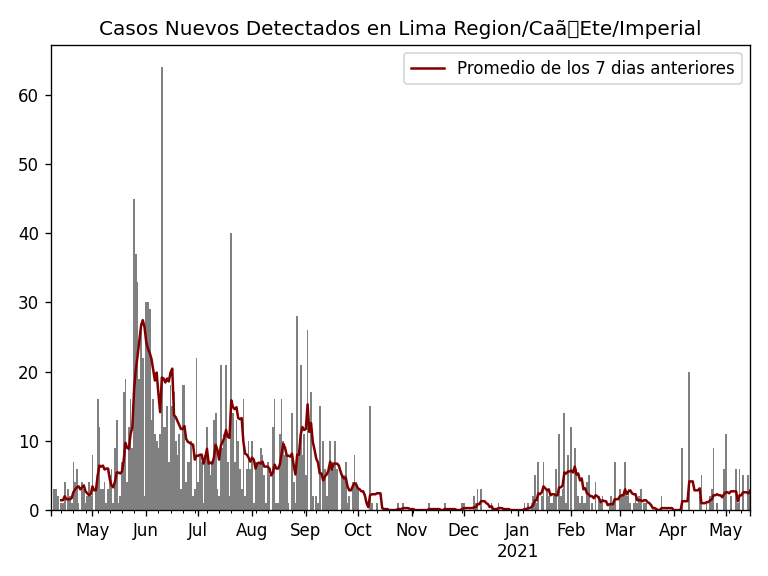 Casos Nuevos Detectados en Lima Region/Caã▯Ete/Imperial
Promedio de los 7 dias anteriores
60
50
40
30
20
10
0
May Jun Jul Aug Sep Oct Nov Dec Jan Feb Mar Apr May
2021